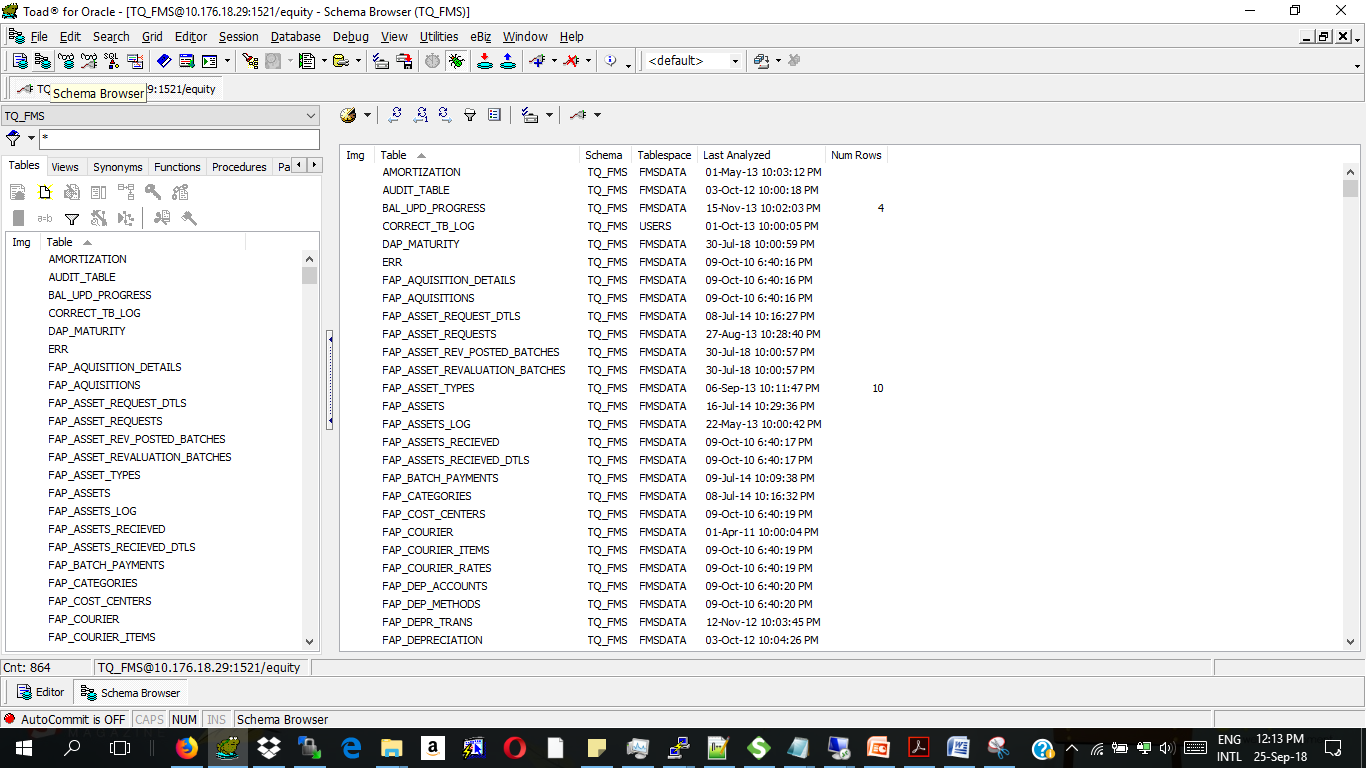 Toad® for Oracle - [TQ_FMS@10.176.18.29:1521/equity - Schema Browser (TQ_FMS)]
File Edit Search Grid Editor Session Database Debug View Utilities eBiz Window Help
SQL <default>
TQ Schema Browser 9:1521/equity
TQ_FMS
*
Tables Views Synonyms Functions Procedures Pa
a=b
Img Table
AMORTIZATION
AUDIT_TABLE
BAL_UPD_PROGRESS
CORRECT_TB_LOG
DAP_MATURITY
ERR
FAP_AQUISITION_DETAILS
FAP_AQUISITIONS
FAP_ASSET_REQUEST_DTLS
FAP_ASSET_REQUESTS
FAP_ASSET_REV_POSTED_BATCHES
FAP_ASSET_REVALUATION_BATCHES
FAP_ASSET_TYPES
FAP_ASSETS
FAP_ASSETS_LOG
FAP_ASSETS_RECIEVED
FAP_ASSETS_RECIEVED_DTLS
FAP_BATCH_PAYMENTS
FAP_CATEGORIES
FAP_COST_CENTERS
FAP_COURIER
FAP_COURIER_ITEMS
Img Table Schema Tablespace Last Analyzed Num Rows
AMORTIZATION TQ_FMS FMSDATA 01-May-13 10:03:12 PM
AUDIT_TABLE TQ_FMS FMSDATA 03-Oct-12 10:00:18 PM
BAL_UPD_PROGRESS TQ_FMS FMSDATA 15-Nov-13 10:02:03 PM 4
CORRECT_TB_LOG TQ_FMS USERS 01-Oct-13 10:00:05 PM
DAP_MATURITY TQ_FMS FMSDATA 30-Jul-18 10:00:59 PM
ERR TQ_FMS FMSDATA 09-Oct-10 6:40:16 PM
FAP_AQUISITION_DETAILS TQ_FMS FMSDATA 09-Oct-10 6:40:16 PM
FAP_AQUISITIONS TQ_FMS FMSDATA 09-Oct-10 6:40:16 PM
FAP_ASSET_REQUEST_DTLS TQ_FMS FMSDATA 08-Jul-14 10:16:27 PM
FAP_ASSET_REQUESTS TQ_FMS FMSDATA 27-Aug-13 10:28:40 PM
FAP_ASSET_REV_POSTED_BATCHES TQ_FMS FMSDATA 30-Jul-18 10:00:57 PM
FAP_ASSET_REVALUATION_BATCHES TQ_FMS FMSDATA 30-Jul-18 10:00:57 PM
FAP_ASSET_TYPES TQ_FMS FMSDATA 06-Sep-13 10:11:47 PM 10
FAP_ASSETS TQ_FMS FMSDATA 16-Jul-14 10:29:36 PM
FAP_ASSETS_LOG TQ_FMS FMSDATA 22-May-13 10:00:42 PM
FAP_ASSETS_RECIEVED TQ_FMS FMSDATA 09-Oct-10 6:40:17 PM
FAP_ASSETS_RECIEVED_DTLS TQ_FMS FMSDATA 09-Oct-10 6:40:17 PM
FAP_BATCH_PAYMENTS TQ_FMS FMSDATA 09-Jul-14 10:09:38 PM
FAP_CATEGORIES TQ_FMS FMSDATA 08-Jul-14 10:16:32 PM
FAP_COST_CENTERS TQ_FMS FMSDATA 09-Oct-10 6:40:19 PM
FAP_COURIER TQ_FMS FMSDATA 01-Apr-11 10:00:04 PM
FAP_COURIER_ITEMS TQ_FMS FMSDATA 09-Oct-10 6:40:19 PM
FAP_COURIER_RATES TQ_FMS FMSDATA 09-Oct-10 6:40:19 PM
FAP_DEP_ACCOUNTS TQ_FMS FMSDATA 09-Oct-10 6:40:20 PM
FAP_DEP_METHODS TQ_FMS FMSDATA 09-Oct-10 6:40:20 PM
FAP_DEPR_TRANS TQ_FMS FMSDATA 12-Nov-12 10:03:45 PM
FAP_DEPRECIATION TQ_FMS FMSDATA 03-Oct-12 10:04:26 PM
Cnt: 864 TQ_FMS@10.176.18.29:1521/equity
Editor Schema Browser
AutoCommit is OFF CAPS NUM INS Schema Browser
MAGAZINE
ENG 12:13 PM
INTL 25-Sep-18